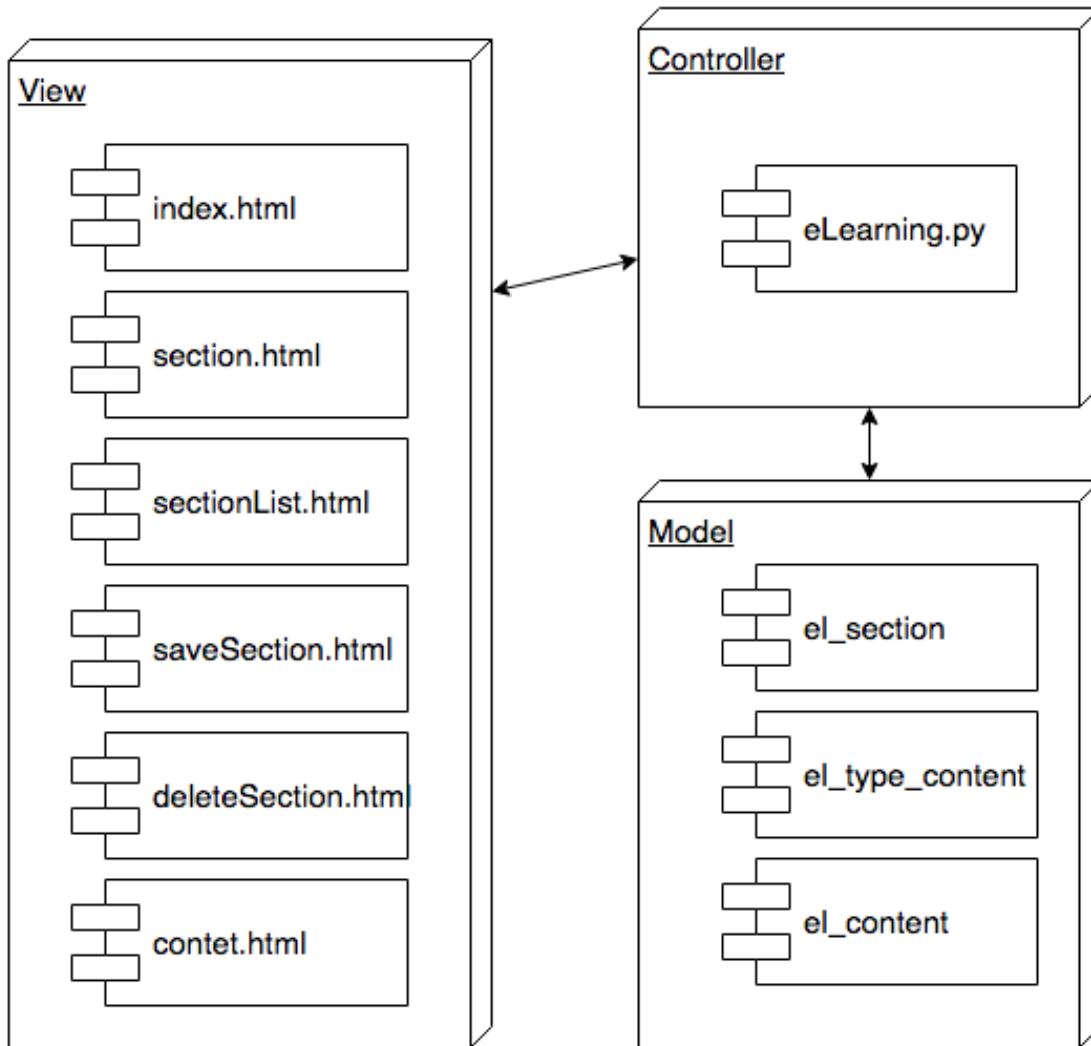 View
index.html
section.html
sectionList.html
saveSection.html
deleteSection.html
contet.html
Controller
eLearning.py
Model
el_section
el_type_content
el_content